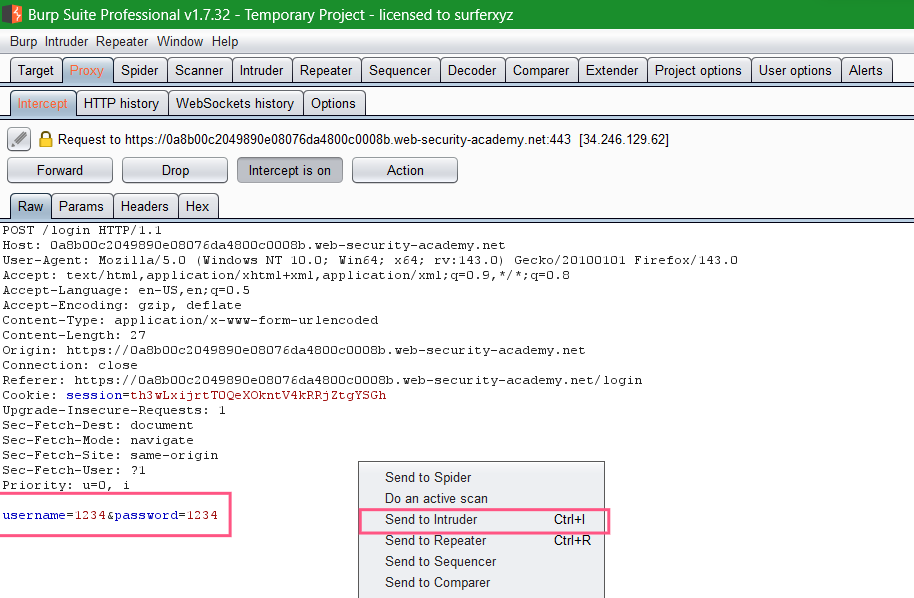 Burp Suite Professional v1.7.32 - Temporary Project - licensed to surferxyz
Burp Intruder Repeater Window Help
Target Proxy Spider Scanner Intruder Repeater Sequencer Decoder Comparer Extender Project options User options Alerts
Intercept HTTP history WebSockets history Options
Request to https://0a8b00c2049890e08076da4800c0008b.web-security-academy.net:443 [34.246.129.62]
Forward Drop Intercept is on Action
Raw Params Headers Hex
POST /login HTTP/1.1
Host: 0a8b00c2049890e08076da4800c0008b.web-security-academy.net
User-Agent: Mozilla/5.0 (Windows NT 10.0; Win64; x64; rv:143.0) Gecko/20100101 Firefox/143.0
Accept: text/html,application/xhtml+xml,application/xml;q=0.9,*/*;q=0.8
Accept-Language: en-US,en;q=0.5
Accept-Encoding: gzip, deflate
Content-Type: application/x-www-form-urlencoded
Content-Length: 27
Origin: https://0a8b00c2049890e08076da4800c0008b.web-security-academy.net
Connection: close
Referer: https://0a8b00c2049890e08076da4800c0008b.web-security-academy.net/login
Cookie: session=th3wLxijrtT0QeXOkntV4kRRjZtgYSGh
Upgrade-Insecure-Requests: 1
Sec-Fetch-Dest: document
Sec-Fetch-Mode: navigate
Sec-Fetch-Site: same-origin
Sec-Fetch-User: ?1
Priority: u=0, i
username=1234&password=1234
Send to Spider
Do an active scan
Send to Intruder Ctrl+I
Send to Repeater Ctrl+R
Send to Sequencer
Send to Comparer